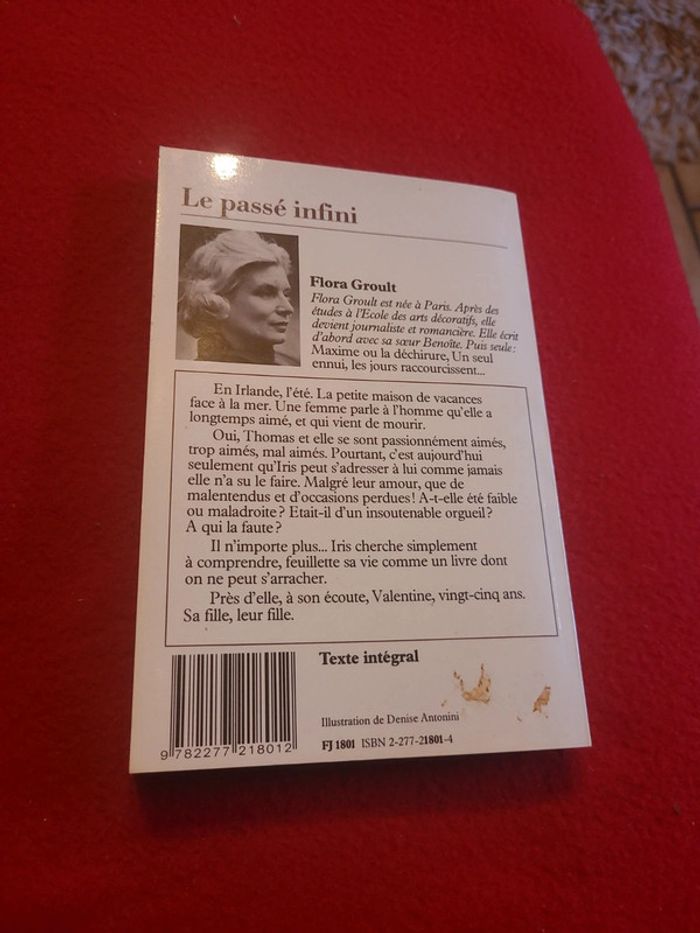 Le passé infini
Flora Groult
Flora Groult est née à Paris. Après des
études à l'Ecole des arts décoratifs, elle
devient journaliste et romancière. Elle écrit
d'abord avec sa sœur Benoîte. Puis seule :
Maxime ou la déchirure, Un seul
ennui, les jours raccourcissent...
En Irlande, l'été. La petite maison de vacances
face à la mer. Une femme parle à l'homme qu'elle a
longtemps aimé, et qui vient de mourir.
Oui, Thomas et elle se sont passionnément aimés,
trop aimés, mal aimés. Pourtant, c'est aujourd'hui
seulement qu'Iris peut s'adresser à lui comme jamais
elle n'a su le faire. Malgré leur amour, que de
malentendus et d'occasions perdues ! A-t-elle été faible
ou maladroite ? Etait-il d'un insoutenable orgueil ?
A qui la faute ?
Il n'importe plus... Iris cherche simplement
à comprendre, feuillette sa vie comme un livre dont
on ne peut s'arracher.
Près d'elle, à son écoute, Valentine, vingt-cinq ans.
Sa fille, leur fille.
Texte intégral
Illustration de Denise Antonini
FJ 1801 ISBN 2-277-21801-4
9 782277 218012